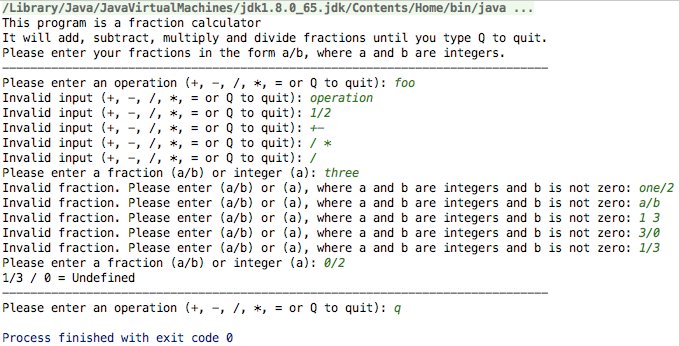 /Library/Java/JavaVirtualMachines/jdk1.8.0_65.jdk/Contents/Home/bin/java ...
This program is a fraction calculator
It will add, subtract, multiply and divide fractions until you type Q to quit.
Please enter your fractions in the form a/b, where a and b are integers.
--------------------------------------------------------------------------------
Please enter an operation (+, -, /, *, = or Q to quit): foo
Invalid input (+, -, /, *, = or Q to quit): operation
Invalid input (+, -, /, *, = or Q to quit): 1/2
Invalid input (+, -, /, *, = or Q to quit): +-
Invalid input (+, -, /, *, = or Q to quit): / *
Invalid input (+, -, /, *, = or Q to quit): /
Please enter a fraction (a/b) or integer (a): three
Invalid fraction. Please enter (a/b) or (a), where a and b are integers and b is not zero: one/2
Invalid fraction. Please enter (a/b) or (a), where a and b are integers and b is not zero: a/b
Invalid fraction. Please enter (a/b) or (a), where a and b are integers and b is not zero: 1 3
Invalid fraction. Please enter (a/b) or (a), where a and b are integers and b is not zero: 3/0
Invalid fraction. Please enter (a/b) or (a), where a and b are integers and b is not zero: 1/3
Please enter a fraction (a/b) or integer (a): 0/2
1/3 / 0 = Undefined
--------------------------------------------------------------------------------
Please enter an operation (+, -, /, *, = or Q to quit): q
Process finished with exit code 0